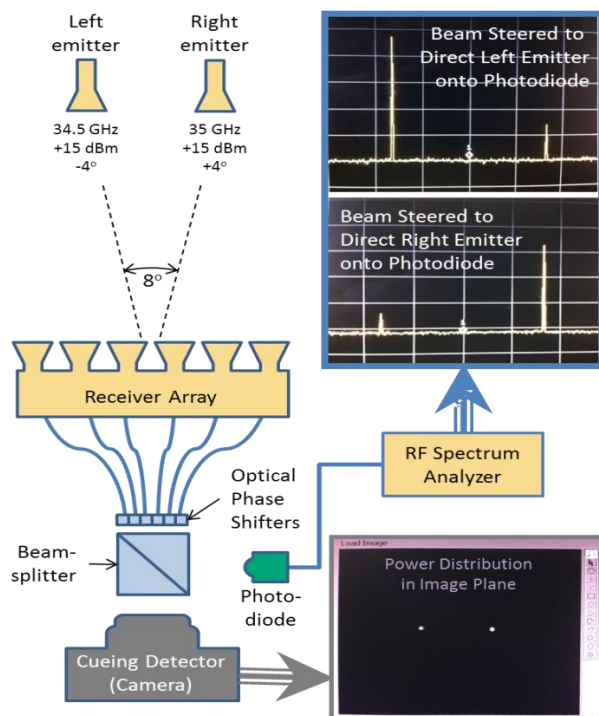 Left
emitter
Right
emitter
34.5 GHz
+15 dBm
-4°
35 GHz
+15 dBm
+4°
8°
Beam Steered to
Direct Left Emitter
onto Photodiode
1
Beam Steered to
Direct Right Emitter
onto Photodiode
1
Receiver Array
RF Spectrum
Analyzer
Optical
Phase
Shifters
Beam-
splitter
Photo-
diode
Load Image
Power Distribution
in Image Plane
Cueing Detector
(Camera)